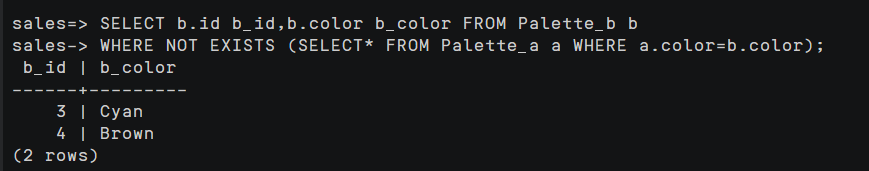 sales=> SELECT b.id b_id,b.color b_color FROM Palette_b b
sales-> WHERE NOT EXISTS (SELECT* FROM Palette_a a WHERE a.color=b.color);
 b_id | b_color
------+---------
    3 | Cyan
    4 | Brown
(2 rows)